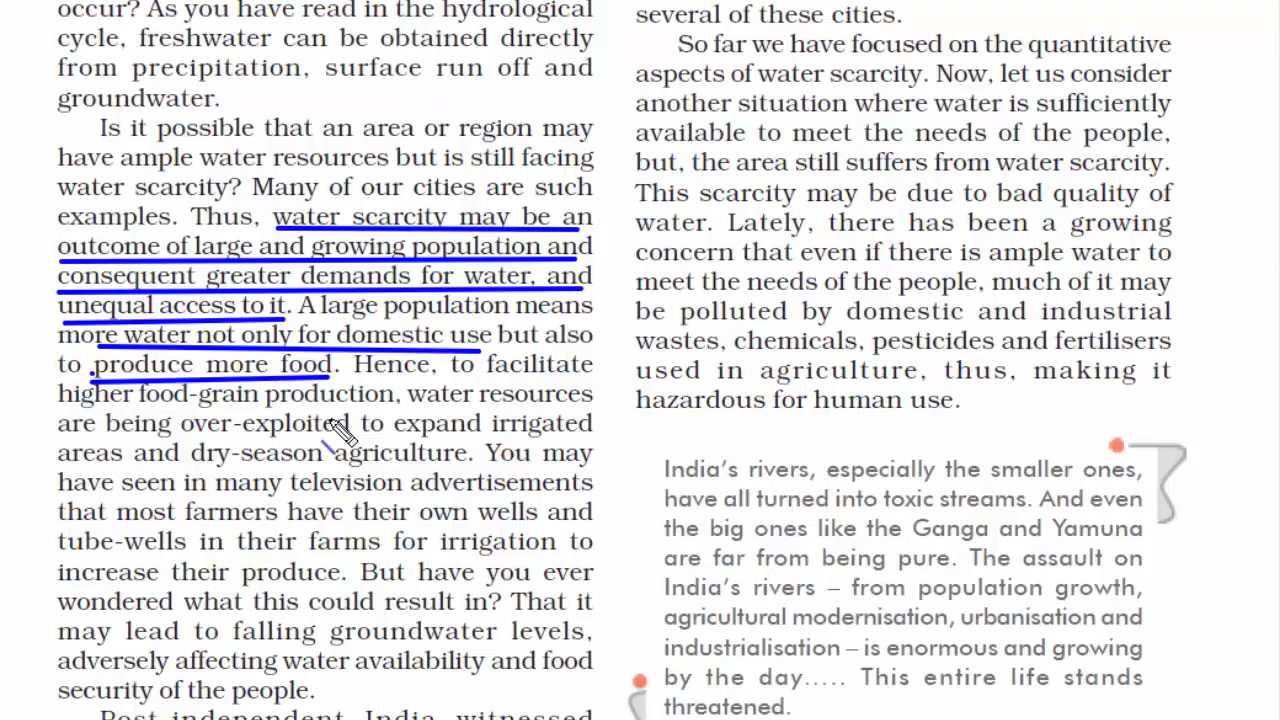 occur? As you have read in the hydrological
cycle, freshwater can be obtained directly
from precipitation, surface run off and
groundwater.
Is it possible that an area or region may
have ample water resources but is still facing
water scarcity? Many of our cities are such
examples. Thus, water scarcity may be an
outcome of large and growing population and
consequent greater demands for water, and
unequal access to it. A large population means
more water not only for domestic use but also
to produce more food. Hence, to facilitate
higher food-grain production, water resources
are being over-exploited to expand irrigated
areas and dry-season agriculture. You may
have seen in many television advertisements
that most farmers have their own wells and
tube-wells in their farms for irrigation to
increase their produce. But have you ever
wondered what this could result in? That it
may lead to falling groundwater levels,
adversely affecting water availability and food
security of the people.
Post-independent India witnessed
several of these cities.
So far we have focused on the quantitative
aspects of water scarcity. Now, let us consider
another situation where water is sufficiently
available to meet the needs of the people,
but, the area still suffers from water scarcity.
This scarcity may be due to bad quality of
water. Lately, there has been a growing
concern that even if there is ample water to
meet the needs of the people, much of it may
be polluted by domestic and industrial
wastes, chemicals, pesticides and fertilisers
used in agriculture, thus, making it
hazardous for human use.
India's rivers, especially the smaller ones,
have all turned into toxic streams. And even
the big ones like the Ganga and Yamuna
are far from being pure. The assault on
India's rivers – from population growth,
agricultural modernisation, urbanisation and
industrialisation – is enormous and growing
by the day..... This entire life stands
threatened.